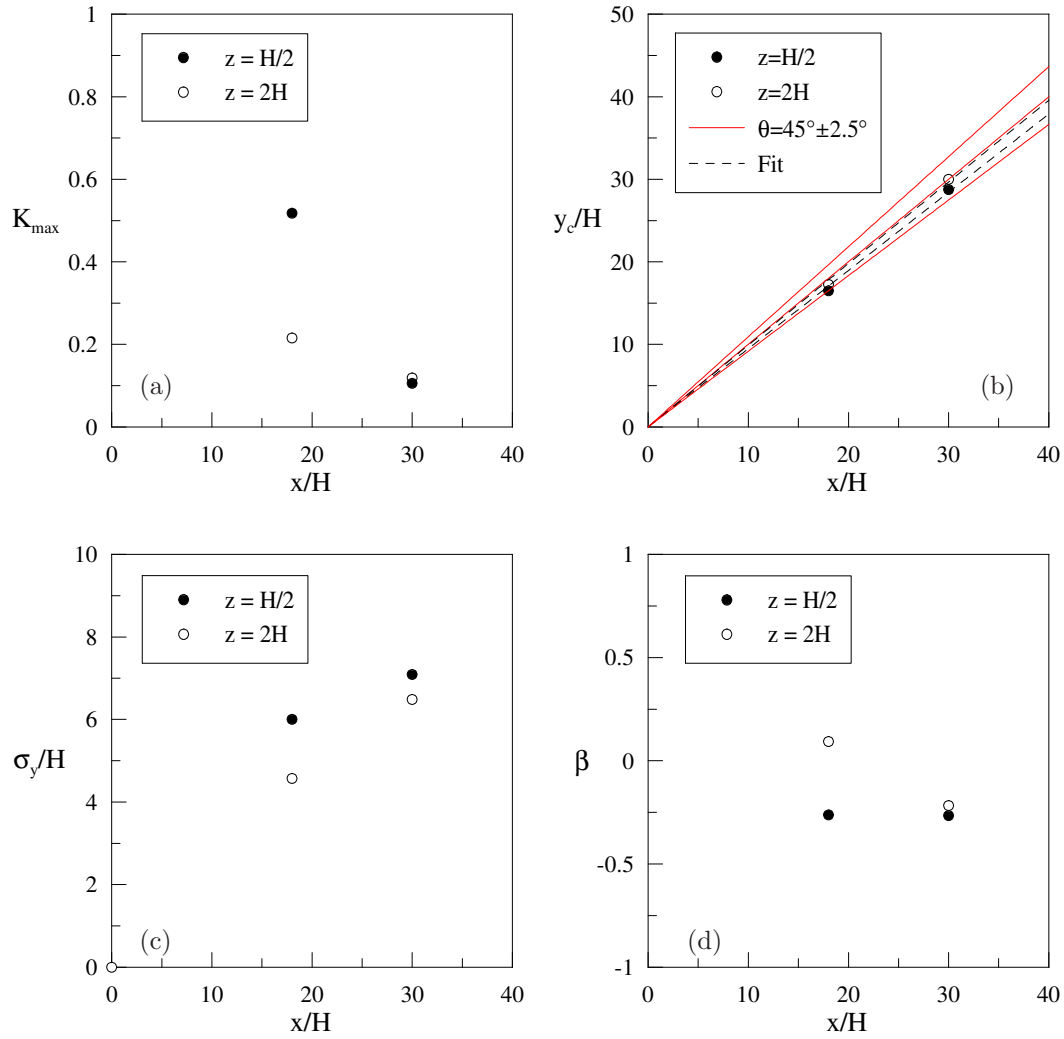 1
0.8
0.6
0.4
0.2
0
K_max
0 10 20 30 40
x/H
z = H/2
z = 2H
(a)
50
40
30
20
10
0
y_c/H
0 10 20 30 40
x/H
z=H/2
z=2H
θ=45°±2.5°
Fit
(b)
10
8
6
4
2
0
σ_y/H
0 10 20 30 40
x/H
z = H/2
z = 2H
(c)
1
0.5
0
-0.5
-1
β
0 10 20 30 40
x/H
z = H/2
z = 2H
(d)